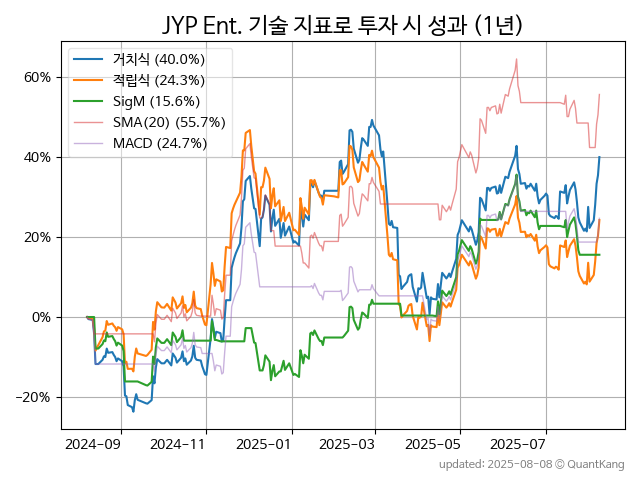 JYP Ent. 기술 지표로 투자 시 성과 (1년)
거치식 (40.0%)
적립식 (24.3%)
SigM (15.6%)
SMA(20) (55.7%)
MACD (24.7%)
60%
40%
20%
0%
−20%
2024-09 2024-11 2025-01 2025-03 2025-05 2025-07
updated: 2025-08-08 © QuantKang